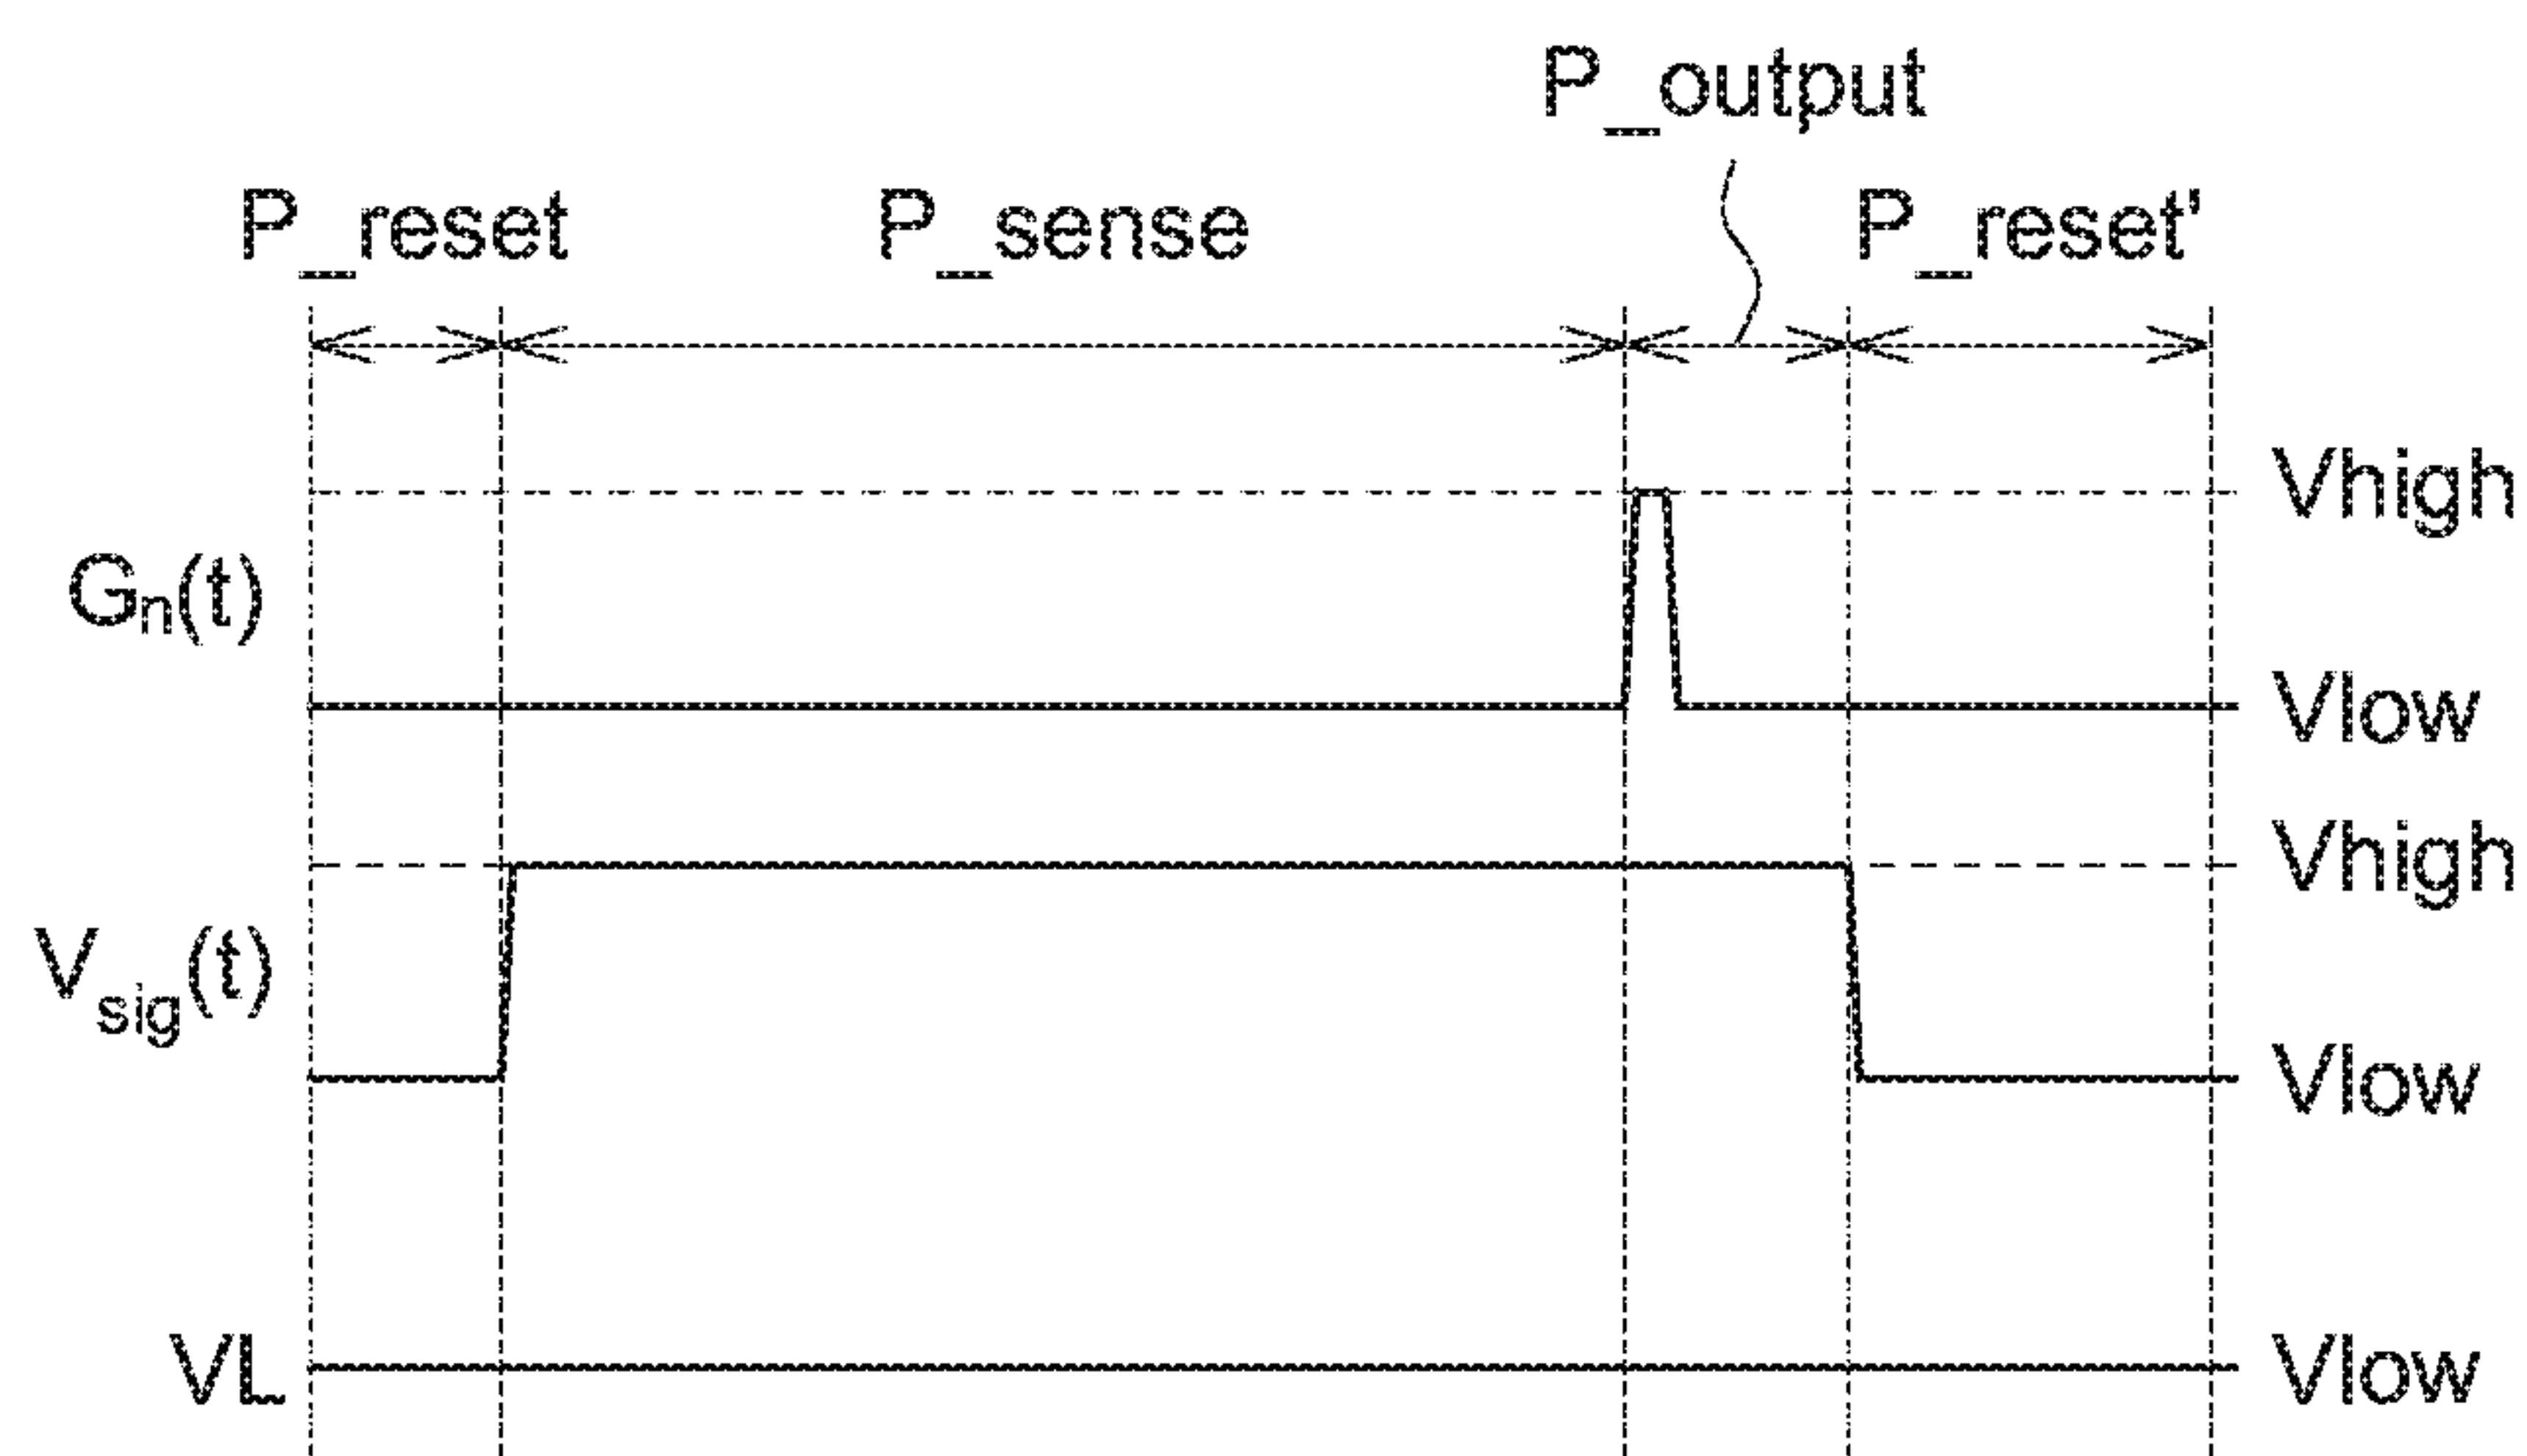 P_output
P_reset P_sense P_reset'
Vhigh
Gn(t)
Vlow
Vhigh
Vsig(t)
Vlow
VL Vlow